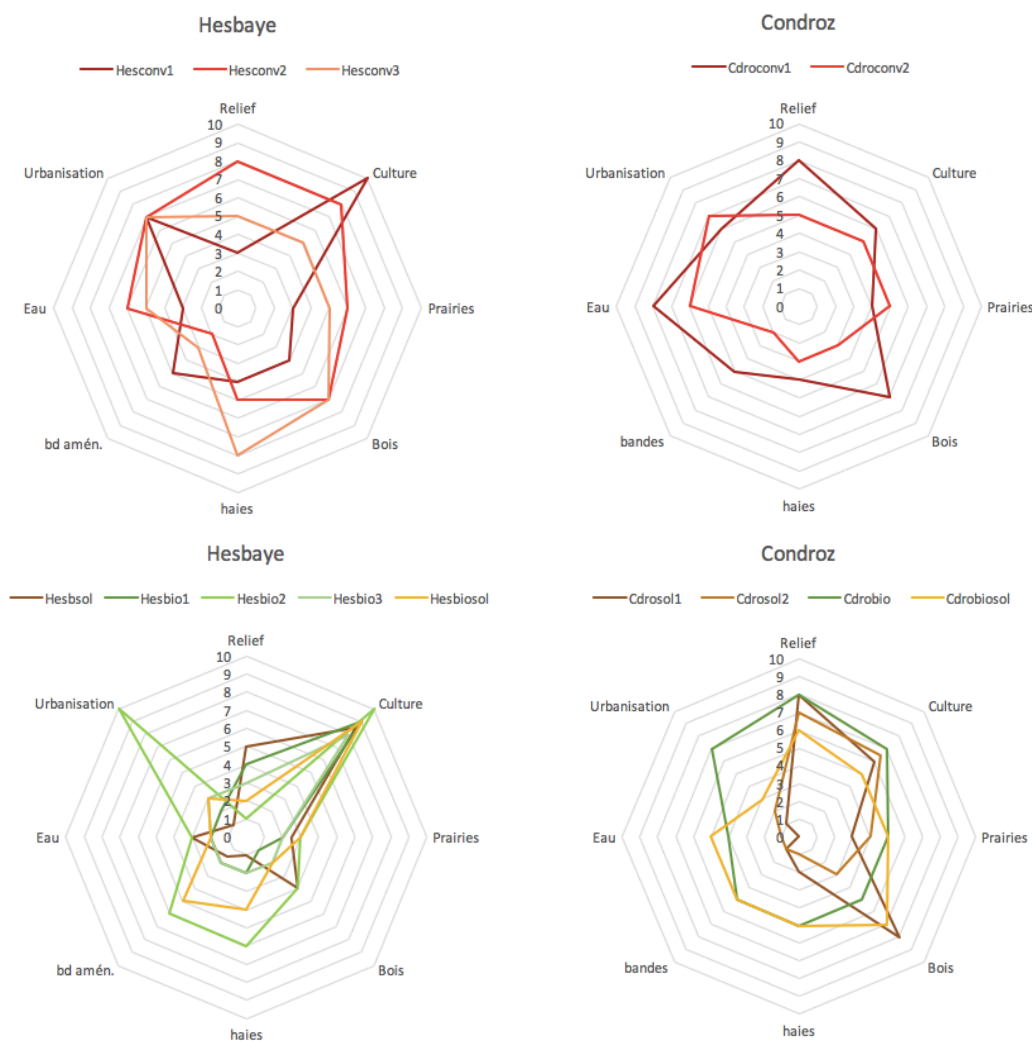 Hesbaye
Hesconv1 Hesconv2 Hesconv3
Relief
10
9
8
7
6
5
4
3
2
1
0
Urbanisation
Culture
Eau
Prairies
bd amén.
Bois
haies
Condroz
Cdroconv1 Cdroconv2
Relief
10
9
8
7
6
5
4
3
2
1
0
Urbanisation
Culture
Eau
Prairies
bandes
Bois
haies
Hesbaye
Hesbsol Hesbio1 Hesbio2 Hesbio3 Hesbiosol
Relief
10
9
8
7
6
5
4
3
2
1
0
Urbanisation
Culture
Eau
Prairies
bd amén.
Bois
haies
Condroz
Cdrosol1 Cdrosol2 Cdrobio Cdrobiosol
Relief
10
9
8
7
6
5
4
3
2
1
0
Urbanisation
Culture
Eau
Prairies
bandes
Bois
haies